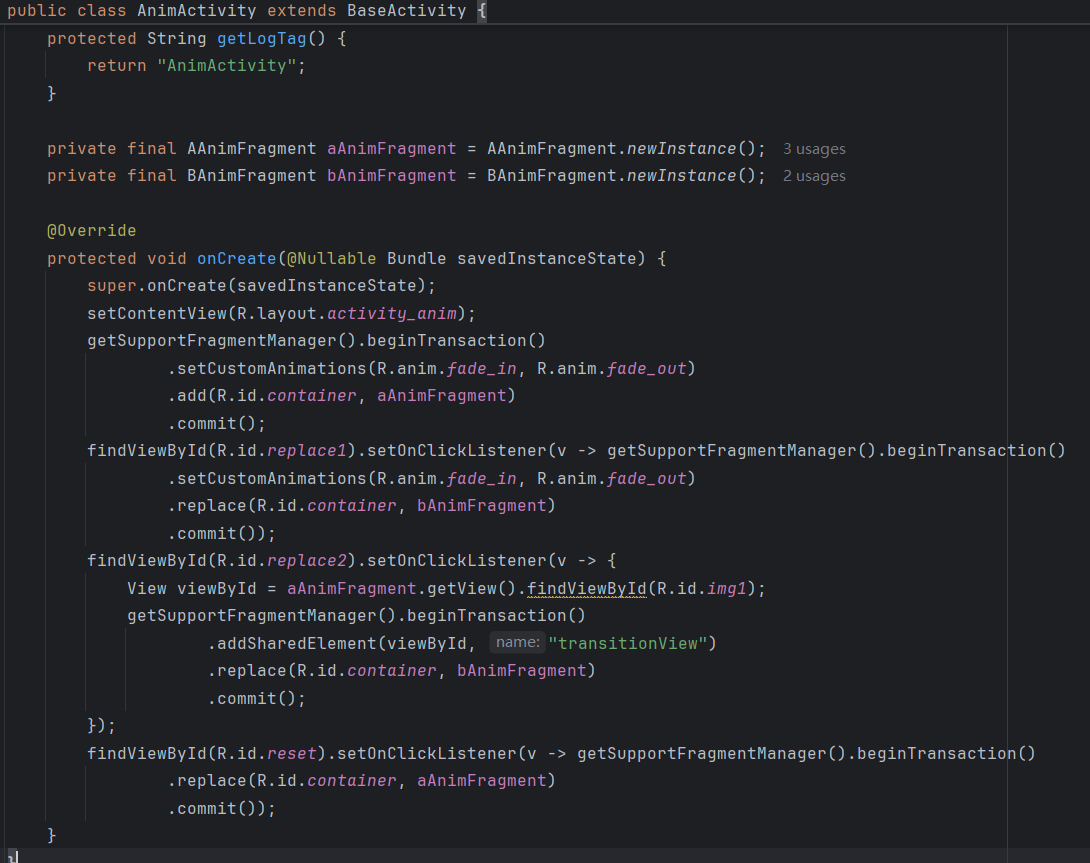 public class AnimActivity extends BaseActivity {
    protected String getLogTag() {
        return "AnimActivity";
    }

    private final AAnimFragment aAnimFragment = AAnimFragment.newInstance();  3 usages
    private final BAnimFragment bAnimFragment = BAnimFragment.newInstance();  2 usages

    @Override
    protected void onCreate(@Nullable Bundle savedInstanceState) {
        super.onCreate(savedInstanceState);
        setContentView(R.layout.activity_anim);
        getSupportFragmentManager().beginTransaction()
                .setCustomAnimations(R.anim.fade_in, R.anim.fade_out)
                .add(R.id.container, aAnimFragment)
                .commit();
        findViewById(R.id.replace1).setOnClickListener(v -> getSupportFragmentManager().beginTransaction()
                .setCustomAnimations(R.anim.fade_in, R.anim.fade_out)
                .replace(R.id.container, bAnimFragment)
                .commit());
        findViewById(R.id.replace2).setOnClickListener(v -> {
            View viewById = aAnimFragment.getView().findViewById(R.id.img1);
            getSupportFragmentManager().beginTransaction()
                    .addSharedElement(viewById, name: "transitionView")
                    .replace(R.id.container, bAnimFragment)
                    .commit();
        });
        findViewById(R.id.reset).setOnClickListener(v -> getSupportFragmentManager().beginTransaction()
                .replace(R.id.container, aAnimFragment)
                .commit());
    }
}